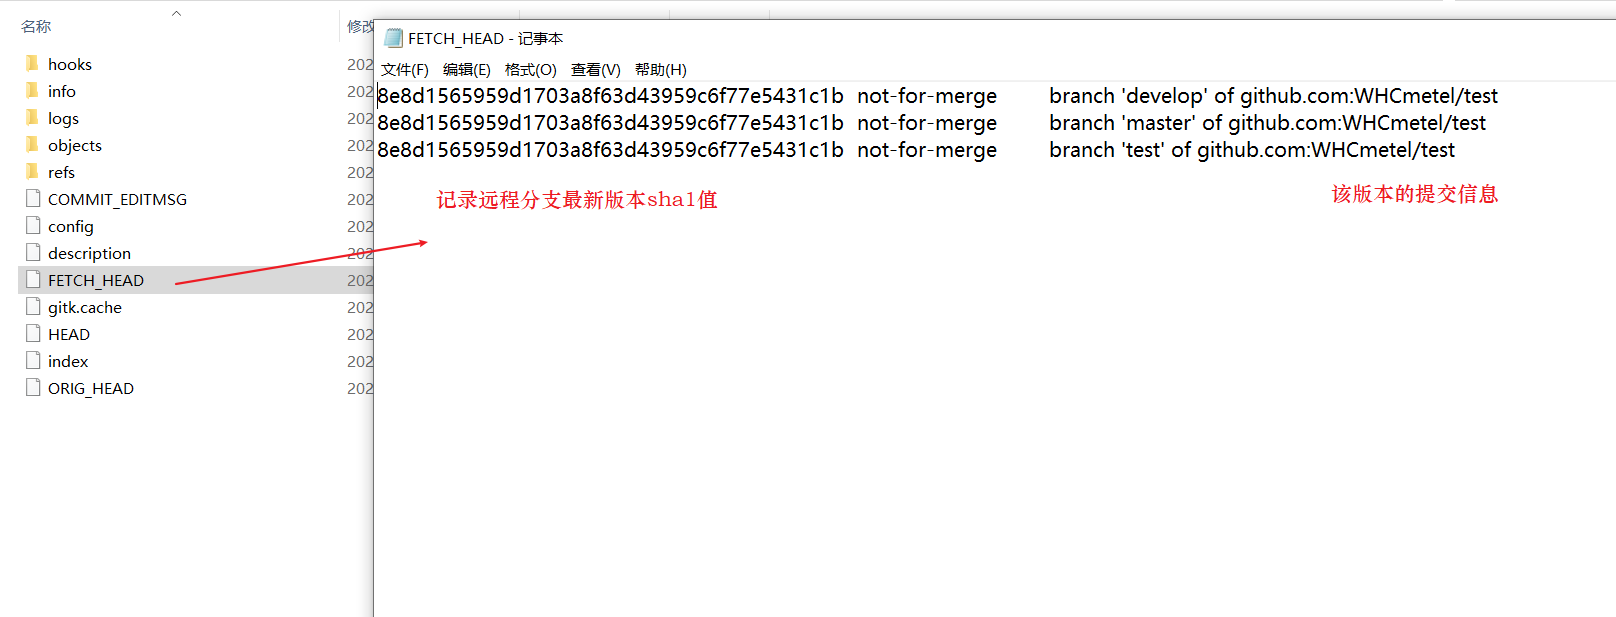 名称
修改
hooks
202
info
202
logs
202
objects
202
refs
202
COMMIT_EDITMSG
202
config
202
description
202
FETCH_HEAD
202
gitk.cache
202
HEAD
202
index
202
ORIG_HEAD
202
FETCH_HEAD - 记事本
文件(F) 编辑(E) 格式(O) 查看(V) 帮助(H)
8e8d1565959d1703a8f63d43959c6f77e5431c1b not-for-merge branch 'develop' of github.com:WHCmetel/test
8e8d1565959d1703a8f63d43959c6f77e5431c1b not-for-merge branch 'master' of github.com:WHCmetel/test
8e8d1565959d1703a8f63d43959c6f77e5431c1b not-for-merge branch 'test' of github.com:WHCmetel/test
记录远程分支最新版本sha1值
该版本的提交信息